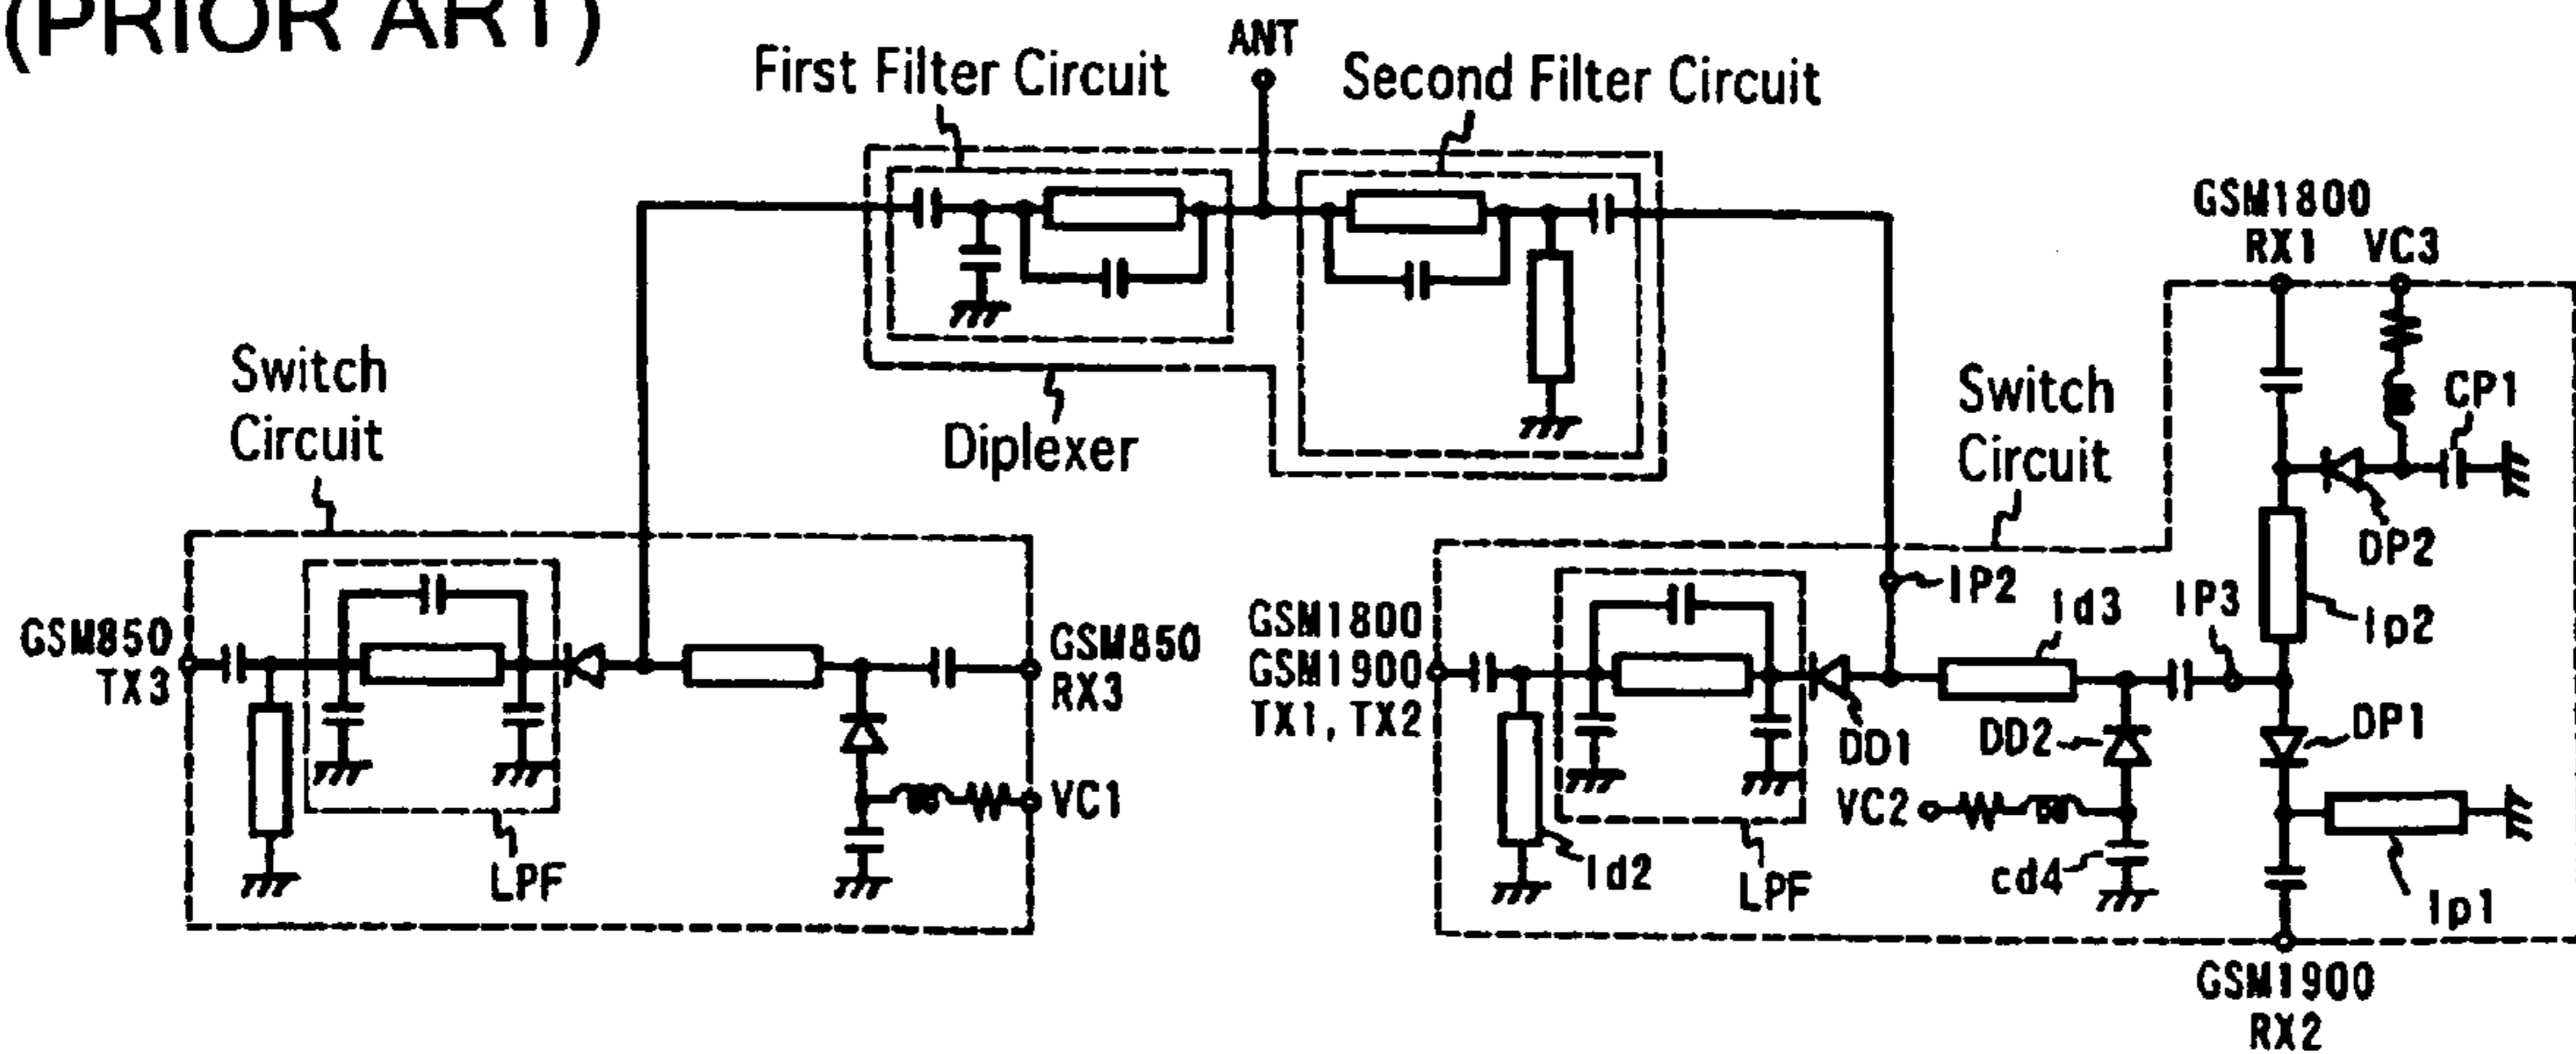 (PRIOR ART)
First Filter Circuit
ANT
Second Filter Circuit
Diplexer
Switch
Circuit
GSM850
TX3
LPF
GSM850
RX3
VC1
Switch
Circuit
GSM1800
RX1
VC3
CP1
DP2
lp2
IP2
ld3
IP3
GSM1800
GSM1900
TX1, TX2
ld2
LPF
DD1
DD2
VC2
cd4
DP1
lp1
GSM1900
RX2